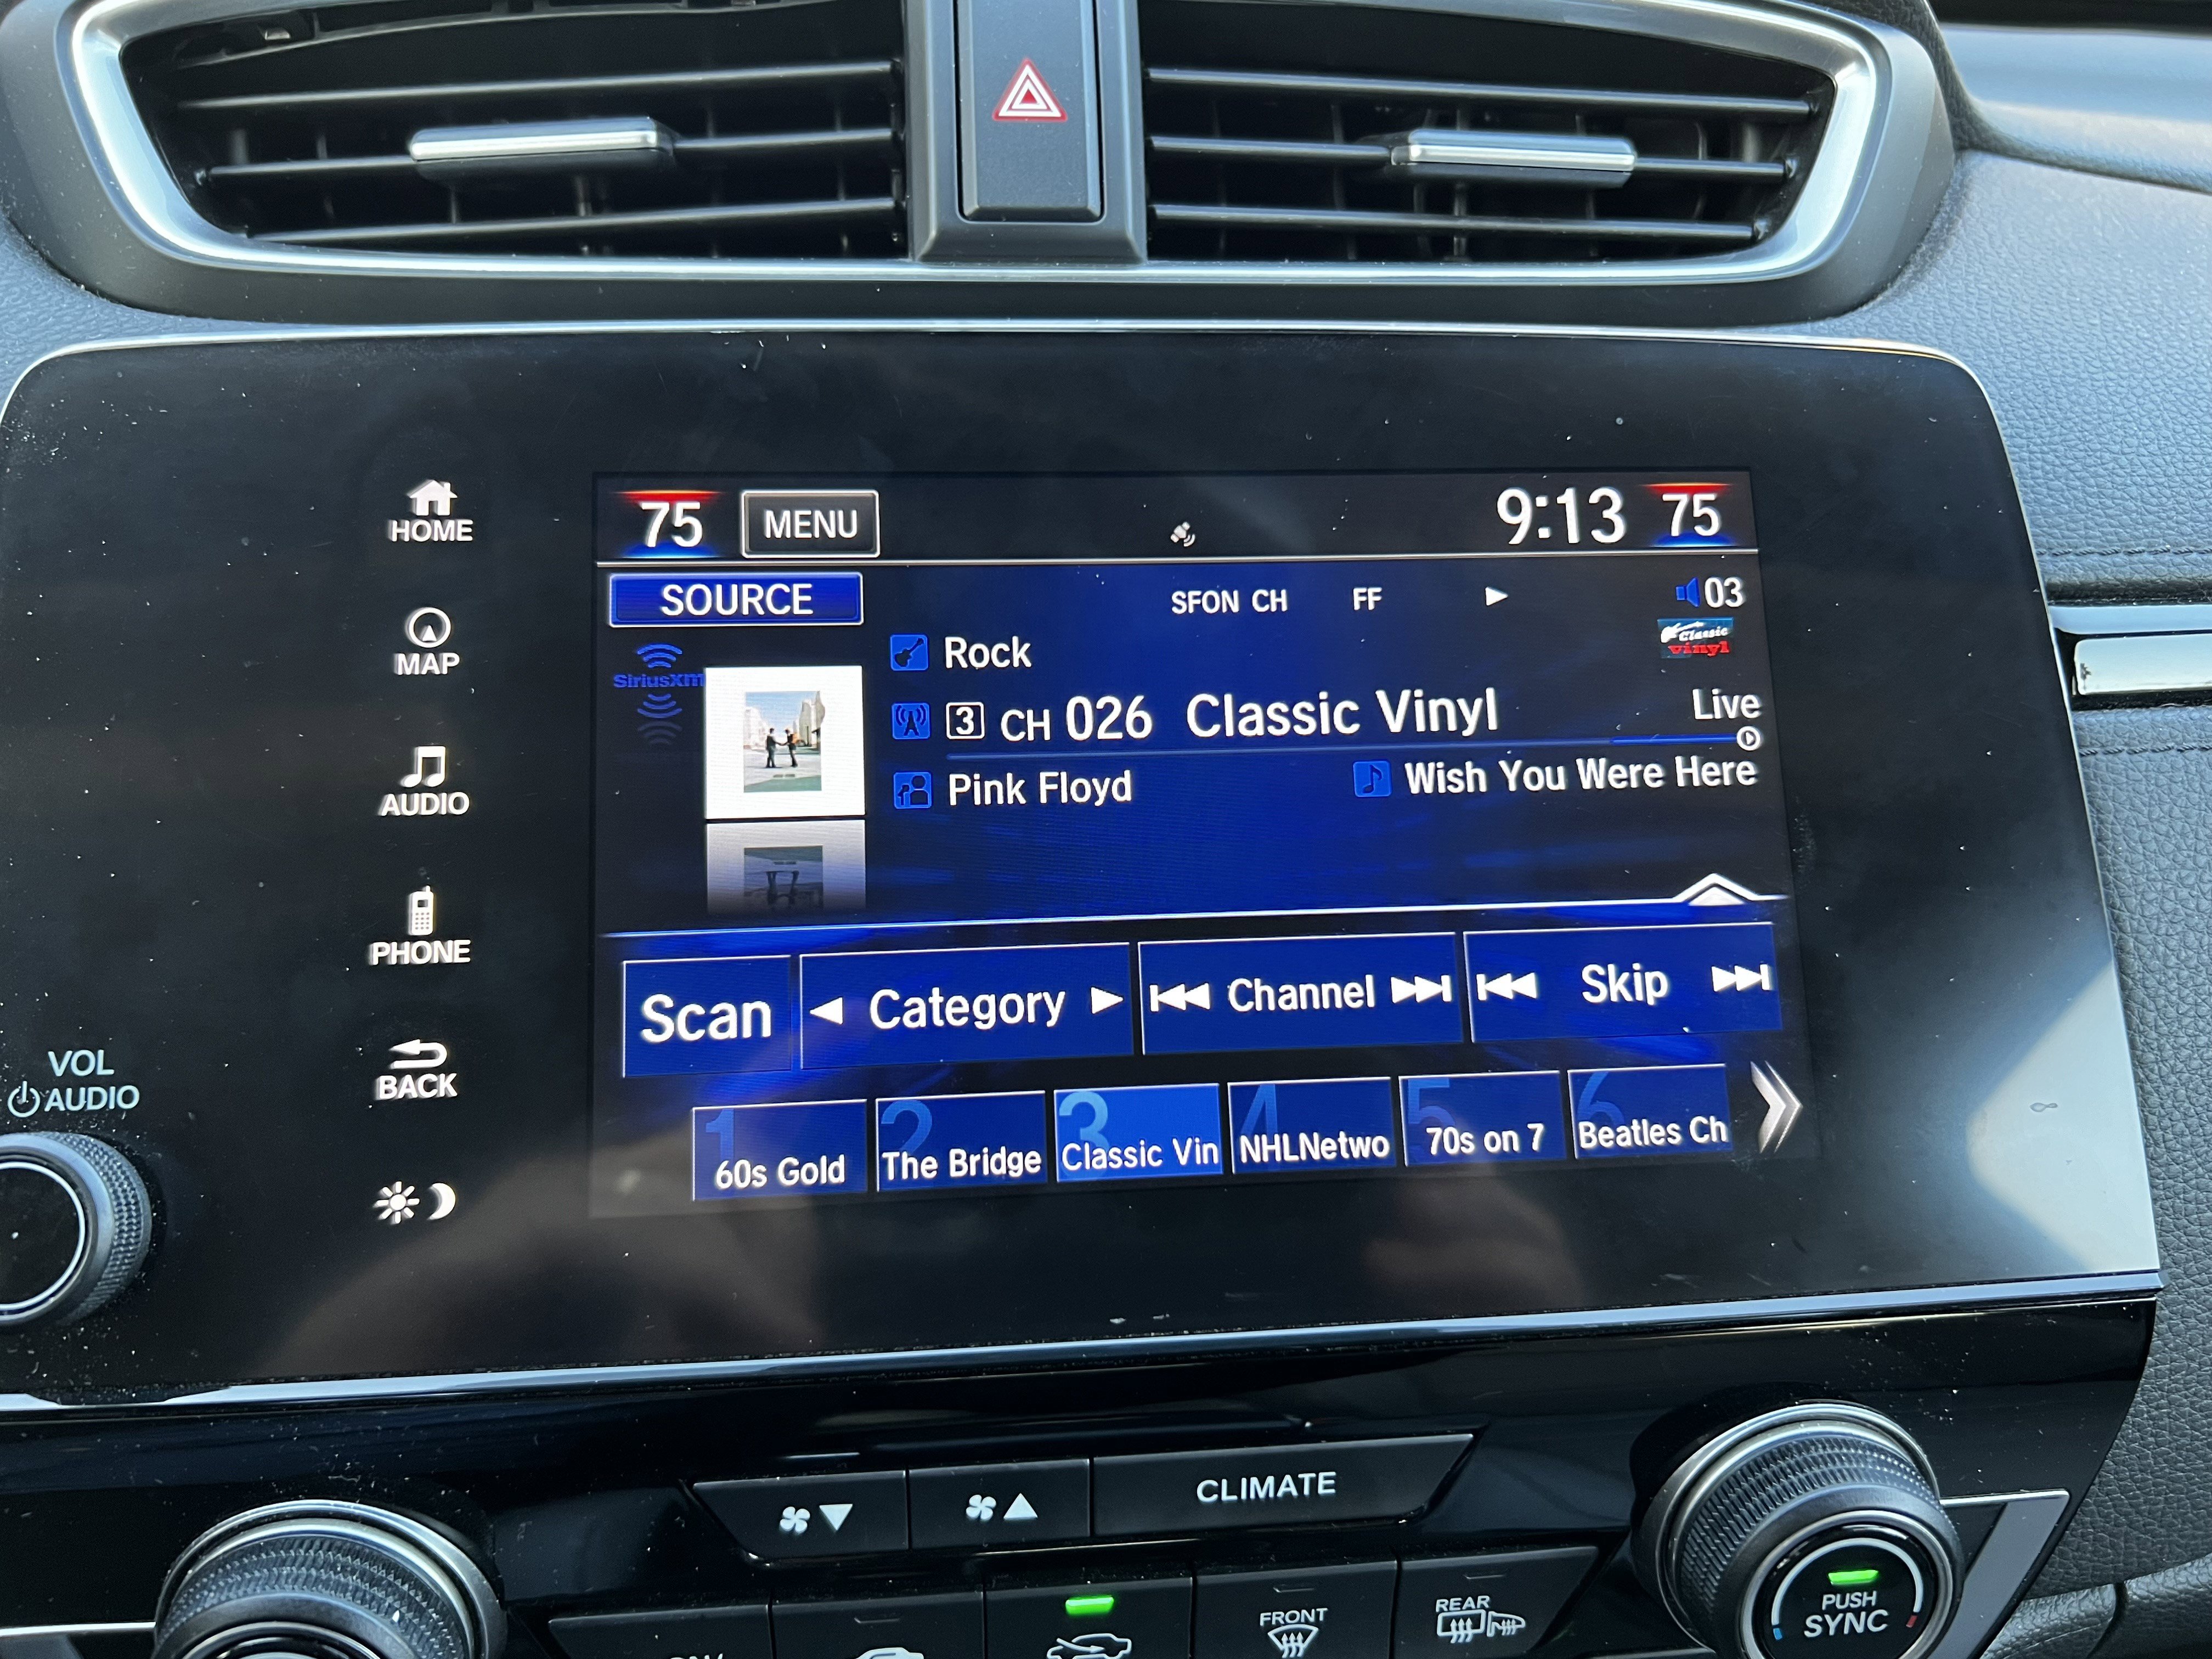 75 MENU 9:13 75
HOME
SOURCE SFON CH FF 03
SiriusXM Rock Classic Vinyl
MAP
3 CH 026 Classic Vinyl Live
Pink Floyd Wish You Were Here
AUDIO
PHONE
Scan Category Channel Skip
VOL
AUDIO
BACK
1 60s Gold
2 The Bridge
3 Classic Vin
4 NHLNetwo
5 70s on 7
6 Beatles Ch
CLIMATE
FRONT
REAR
PUSH
SYNC